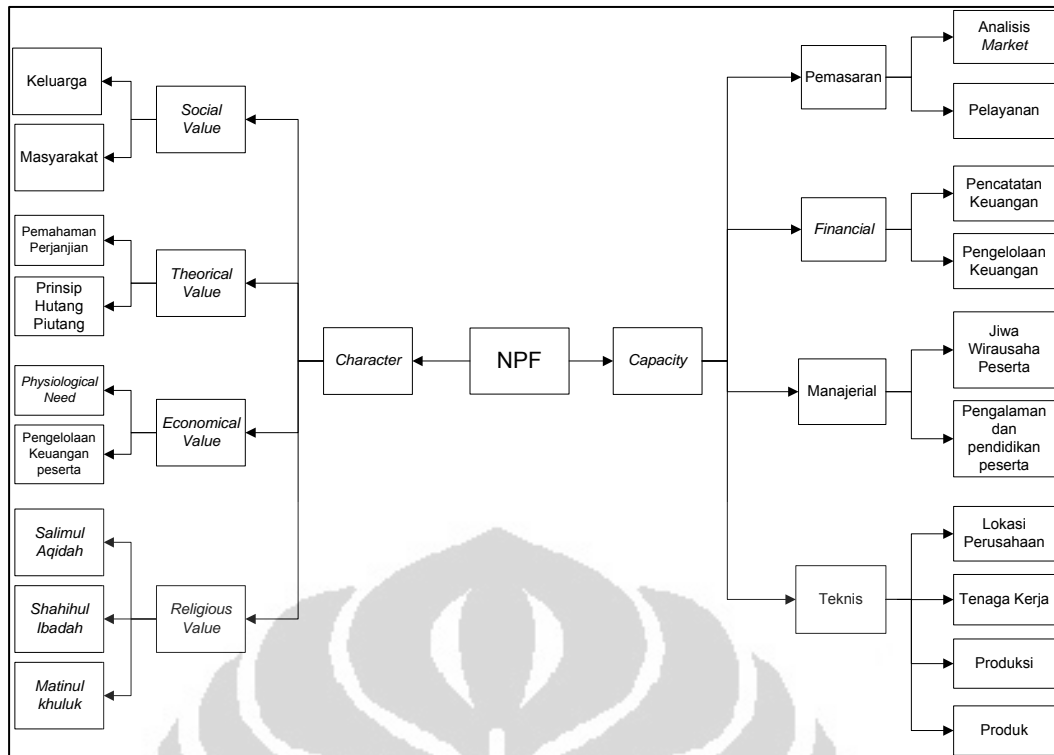 Keluarga
Masyarakat
Social
Value
Pemahaman
Perjanjian
Prinsip
Hutang
Piutang
Theorical
Value
Physiological
Need
Pengelolaan
Keuangan
peserta
Economical
Value
Salimul
Aqidah
Shahihul
Ibadah
Matinul
khuluk
Religious
Value
Character
NPF
Capacity
Pemasaran
Analisis
Market
Pelayanan
Financial
Pencatatan
Keuangan
Pengelolaan
Keuangan
Manajerial
Jiwa
Wirausaha
Peserta
Pengalaman
dan
pendidikan
peserta
Teknis
Lokasi
Perusahaan
Tenaga Kerja
Produksi
Produk